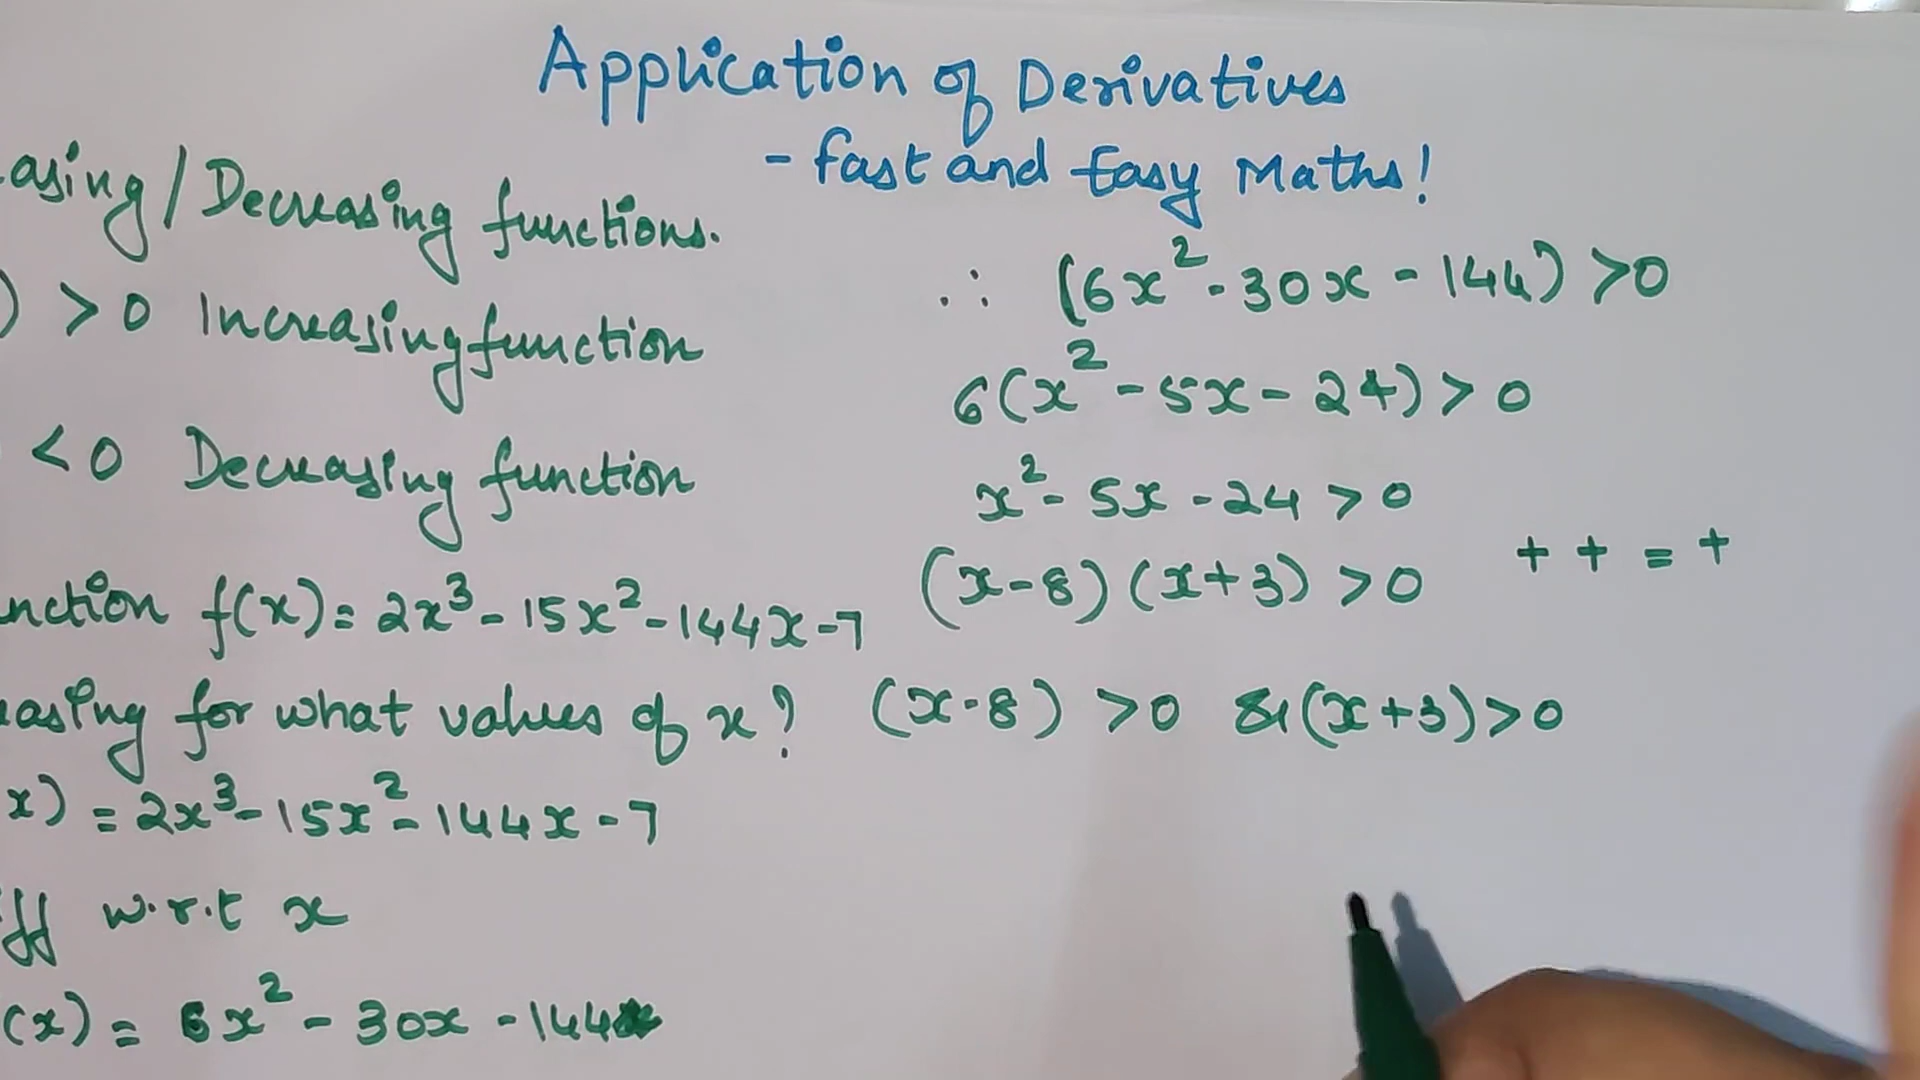 Application of Derivatives
- fast and Easy Maths!
asing / Decreasing functions.
) > 0 Increasing function
< 0 Decreasing function
nction f(x) = 2x³ - 15x² - 144x - 7
easing for what values of x?
x) = 2x³ - 15x² - 144x - 7
iff w.r.t x
(x) = 6x² - 30x - 144
∴ (6x² - 30x - 144) > 0
6(x² - 5x - 24) > 0
x² - 5x - 24 > 0
(x - 8) (x + 3) > 0 + + = +
(x - 8) > 0 & (x + 3) > 0